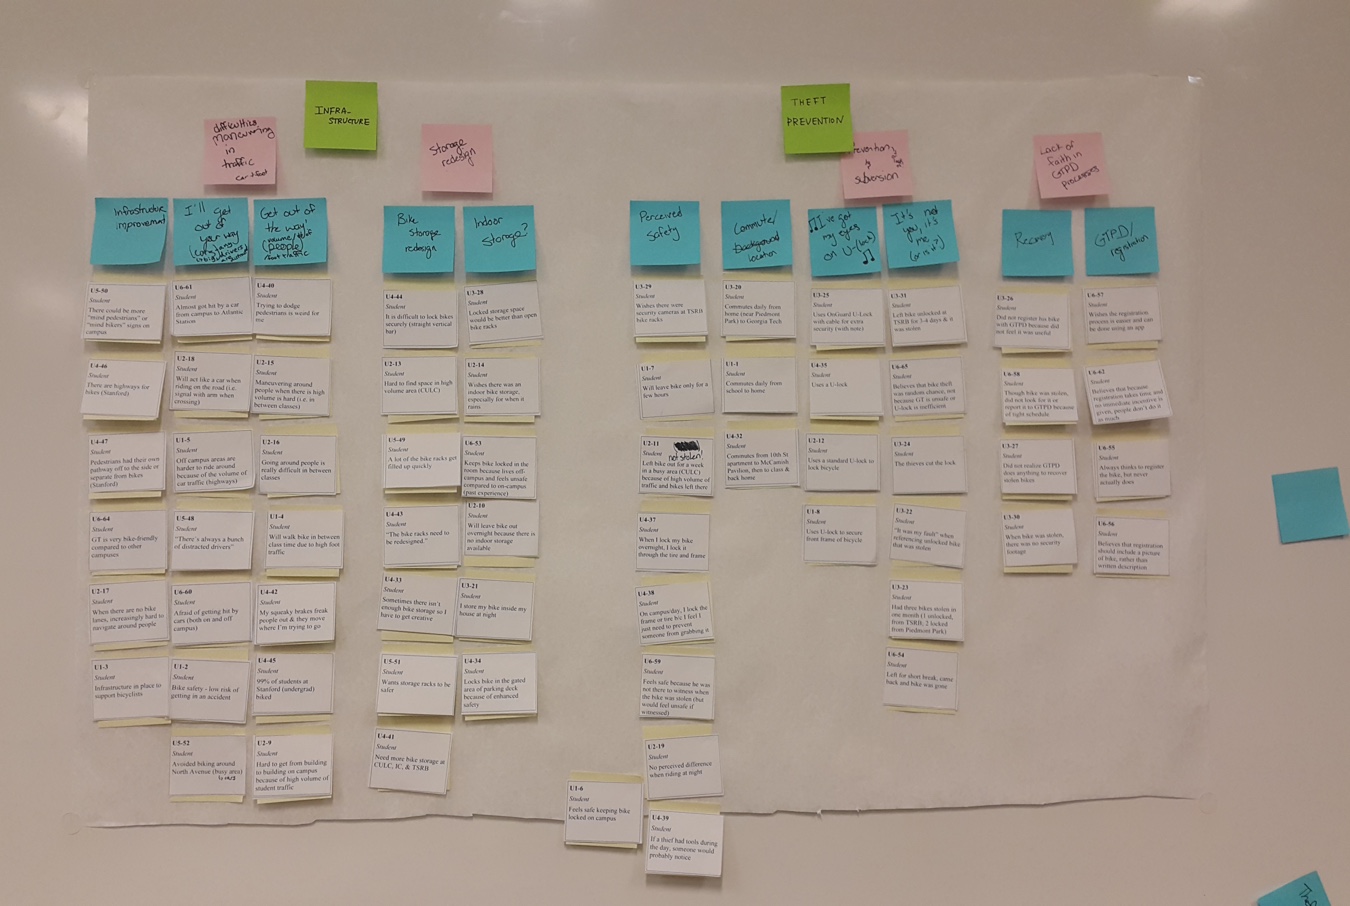 INFRA-
STRUCTURE
THEFT
PREVENTION
difficulties
maneuvering
in
traffic
car & foot
Storage
redesign
subversion
Lack of
faith in
GTPD
processes
Infrastructure
improvement
I'll get
out of
your way
Get out of
the way!
(people)
foot traffic
Bike
Storage
redesign
Indoor
Storage?
Perceived
Safety
Commute/
background
location
I've got
my eyes
on U-(lock)
It's not
you, it's
me,
(or is it?)
Recovery
GTPD/
registration
U5-50
Student
There could be more
"mind pedestrians" or
"mind bikers" signs on
campus
U4-46
Student
There are highways for
bikes (Stanford)
U4-47
Student
Pedestrians had their own
pathway off to the side or
separate from bikes
(Stanford)
U6-64
Student
GT is very bike-friendly
compared to other
campuses
U2-17
Student
When there are no bike
lanes, increasingly hard to
navigate around people
U1-3
Student
Infrastructure in place to
support bicyclists
U6-61
Student
Almost got hit by a car
from campus to Atlantic
Station
U2-18
Student
Will act like a car when
riding on the road (i.e.
signal with arm when
crossing)
U1-5
Student
Off campus areas are
harder to ride around
because of the volume of
car traffic (highways)
U5-48
Student
"There's always a bunch
of distracted drivers"
U6-60
Student
Afraid of getting hit by
cars (both on and off
campus)
U1-2
Student
Bike safety - low risk of
getting in an accident
U5-52
Student
Avoided biking around
North Avenue (busy area)
U4-40
Student
Trying to dodge
pedestrians is weird for
me
U2-15
Student
Maneuvering around
people when there is high
volume is hard (i.e. in
between classes)
U2-16
Student
Going around people is
really difficult in between
classes
U1-4
Student
Will walk bike in between
class time due to high foot
traffic
U4-42
Student
My squeaky brakes freak
people out & they move
where I'm trying to go
U4-45
Student
99% of students at
Stanford (undergrad)
biked
U2-9
Student
Hard to get from building
to building on campus
because of high volume of
student traffic
U4-44
Student
It is difficult to lock bikes
securely (straight vertical
bar)
U2-13
Student
Hard to find space in high
volume area (CULC)
U5-49
Student
A lot of the bike racks get
filled up quickly
U4-43
Student
"The bike racks need to
be redesigned."
U4-33
Student
Sometimes there isn't
enough bike storage so I
have to get creative
U5-51
Student
Wants storage racks to be
safer
U4-41
Student
Need more bike storage at
CULC, IC, & TSRB
U3-28
Student
Locked storage space
would be better than open
bike racks
U2-14
Student
Wishes there was an
indoor bike storage,
especially for when it
rains
U6-53
Student
Keeps bike locked in the
room because lives off-
campus and feels unsafe
compared to on-campus
(past experience)
U2-10
Student
Will leave bike out
overnight because there is
no indoor storage
available
U3-21
Student
I store my bike inside my
house at night
U4-34
Student
Locks bike in the gated
area of parking deck
because of enhanced
safety
U3-29
Student
Wishes there were
security cameras at TSRB
bike racks
U1-7
Student
Will leave bike only for a
few hours
U2-11
not stolen!
Student
Left bike out for a week
in a busy area (CULC)
because of high volume of
traffic and bikes left there
U4-37
Student
When I lock my bike
overnight, I lock it
through the tire and frame
U4-38
Student
On campus/day, I lock the
frame or tire b/c I feel I
just need to prevent
someone from grabbing it
U6-59
Student
Feels safe because he was
not there to witness when
the bike was stolen (but
would feel unsafe if
witnessed)
U2-19
Student
No perceived difference
when riding at night
U1-6
Student
Feels safe keeping bike
locked on campus
U4-39
Student
If a thief had tools during
the day, someone would
probably notice
U3-20
Student
Commutes daily from
home (near Piedmont
Park) to Georgia Tech
U1-1
Student
Commutes daily from
school to home
U4-32
Student
Commutes from 10th St
apartment to McCamish
Pavilion, then to class &
back home
U3-25
Student
Uses OnGuard U-Lock
with cable for extra
security (with note)
U4-35
Student
Uses a U-lock
U2-12
Student
Uses a standard U-lock to
lock bicycle
U1-8
Student
Uses U-lock to secure
front frame of bicycle
U3-31
Student
Left bike unlocked at
TSRB for 3-4 days & it
was stolen
U6-65
Student
Believes that bike theft
was random chance, not
because GT is unsafe or
U-lock is inefficient
U3-24
Student
The thieves cut the lock
U3-22
Student
"It was my fault" when
referencing unlocked bike
that was stolen
U3-23
Student
Had three bikes stolen in
one month (1 unlocked,
from TSRB; 2 locked
from Piedmont Park)
U6-54
Student
Left for short break, came
back and bike was gone
U3-26
Student
Did not register his bike
with GTPD because did
not feel it was useful
U6-58
Student
Though bike was stolen,
did not look for it or
report it to GTPD because
of tight schedule
U3-27
Student
Did not realize GTPD
does anything to recover
stolen bikes
U3-30
Student
When bike was stolen,
there was no security
footage
U6-57
Student
Wishes the registration
process is easier and can
be done using an app
U6-62
Student
Believes that because
registration takes time and
no immediate incentive is
given, people don't do it
as much
U6-55
Student
Always thinks to register
the bike, but never
actually does
U6-56
Student
Believes that registration
should include a picture
of bike, rather than
written description